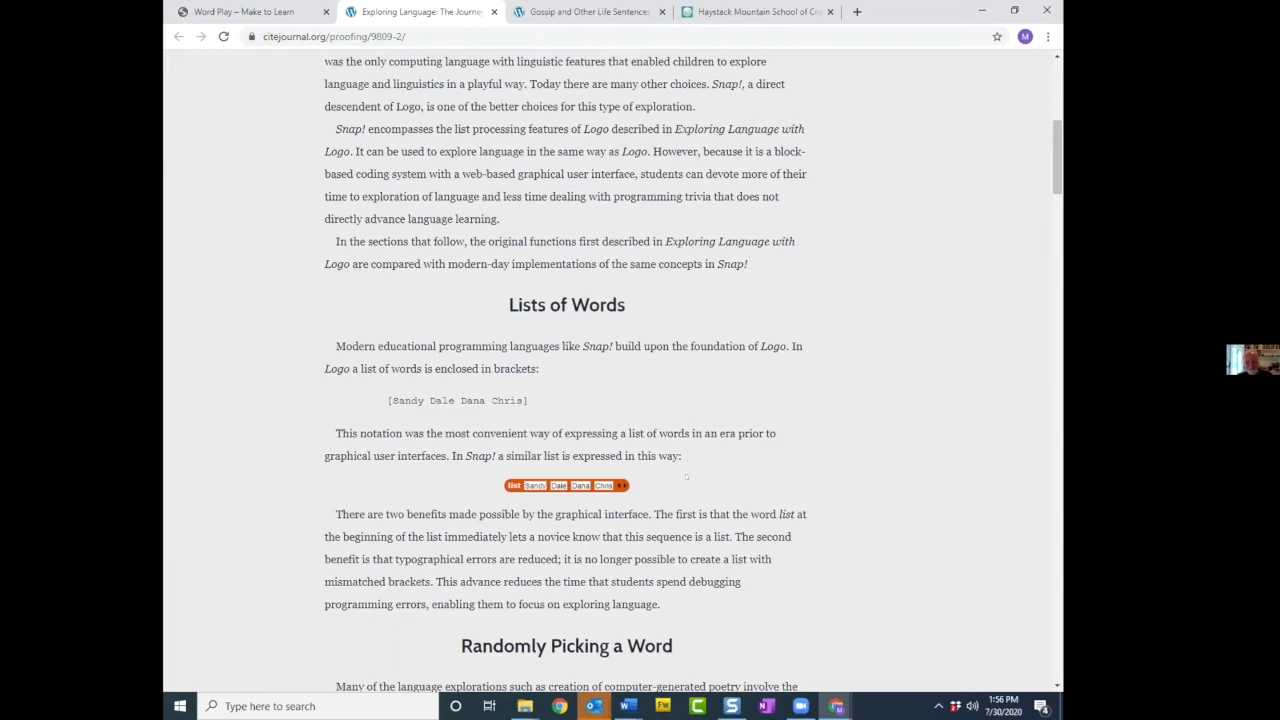 Word Play – Make to Learn
Exploring Language: The Journey
Gossip and Other Life Sentences
Haystack Mountain School of Cra
citejournal.org/proofing/9809-2/
M
was the only computing language with linguistic features that enabled children to explore
language and linguistics in a playful way. Today there are many other choices. Snap!, a direct
descendent of Logo, is one of the better choices for this type of exploration.
Snap! encompasses the list processing features of Logo described in Exploring Language with
Logo. It can be used to explore language in the same way as Logo. However, because it is a block-
based coding system with a web-based graphical user interface, students can devote more of their
time to exploration of language and less time dealing with programming trivia that does not
directly advance language learning.
In the sections that follow, the original functions first described in Exploring Language with
Logo are compared with modern-day implementations of the same concepts in Snap!
Lists of Words
Modern educational programming languages like Snap! build upon the foundation of Logo. In
Logo a list of words is enclosed in brackets:
[Sandy Dale Dana Chris]
This notation was the most convenient way of expressing a list of words in an era prior to
graphical user interfaces. In Snap! a similar list is expressed in this way:
list Sandy Dale Dana Chris
There are two benefits made possible by the graphical interface. The first is that the word list at
the beginning of the list immediately lets a novice know that this sequence is a list. The second
benefit is that typographical errors are reduced; it is no longer possible to create a list with
mismatched brackets. This advance reduces the time that students spend debugging
programming errors, enabling them to focus on exploring language.
Randomly Picking a Word
Many of the language explorations such as creation of computer-generated poetry involve the
Type here to search
1:56 PM
7/30/2020
4